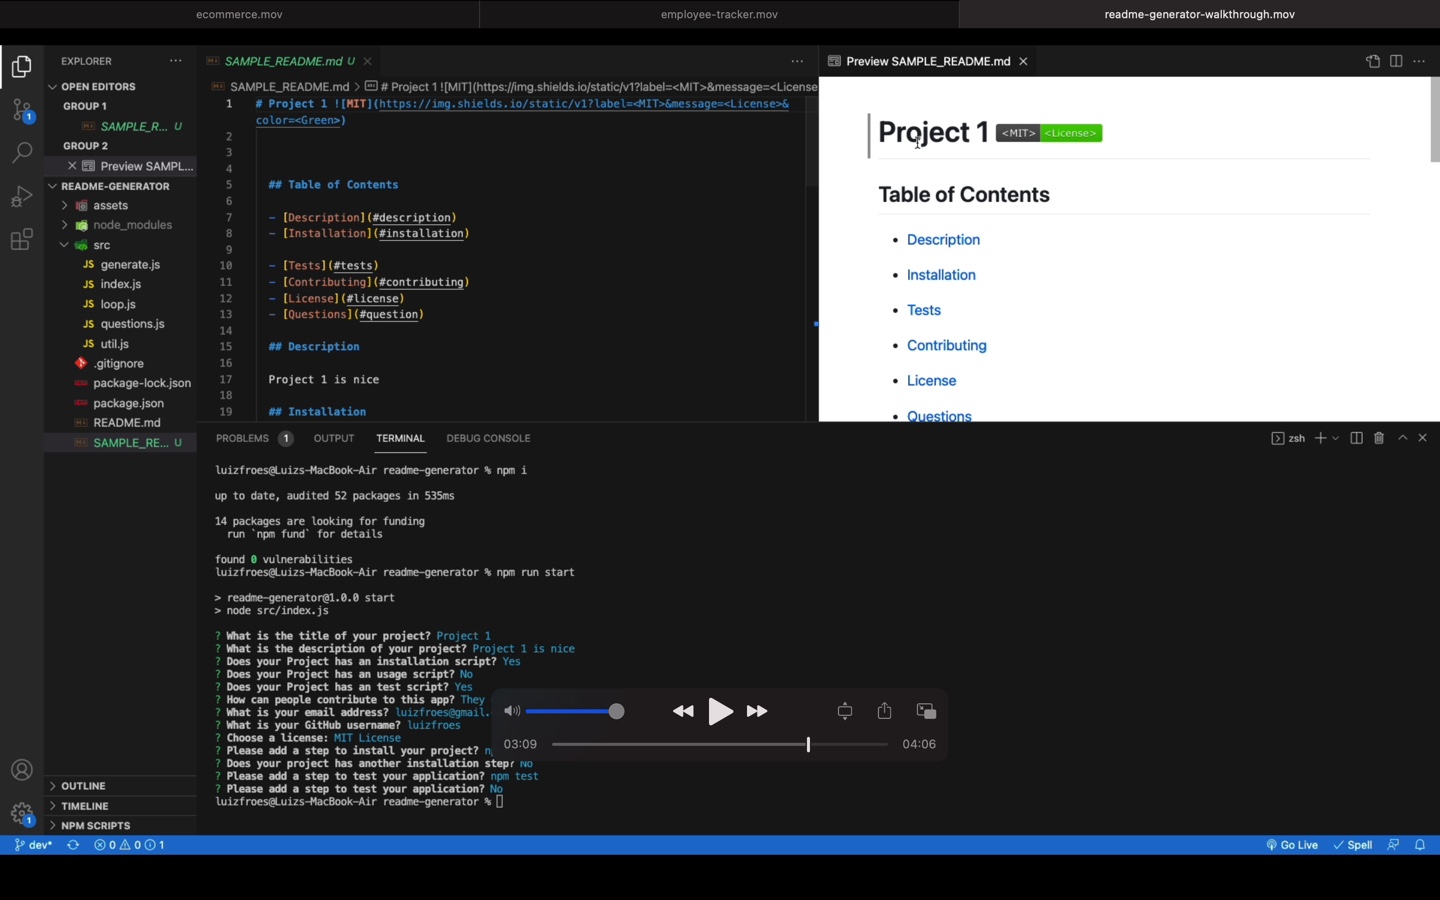 ecommerce.mov
employee-tracker.mov
readme-generator-walkthrough.mov
EXPLORER
OPEN EDITORS
GROUP 1
SAMPLE_R... U
GROUP 2
Preview SAMPL...
README-GENERATOR
assets
node_modules
src
JS generate.js
JS index.js
JS loop.js
JS questions.js
JS util.js
.gitignore
package-lock.json
package.json
README.md
SAMPLE_RE... U
OUTLINE
TIMELINE
NPM SCRIPTS
SAMPLE_README.md U
SAMPLE_README.md > # Project 1 ![MIT](https://img.shields.io/static/v1?label=<MIT>&message=<License
1 # Project 1 ![MIT](https://img.shields.io/static/v1?label=<MIT>&message=<License>&
color=<Green>)
2
3
4
5 ## Table of Contents
6
7 - [Description](#description)
8 - [Installation](#installation)
9
10 - [Tests](#tests)
11 - [Contributing](#contributing)
12 - [License](#license)
13 - [Questions](#question)
14
15 ## Description
16
17 Project 1 is nice
18
19 ## Installation
Preview SAMPLE_README.md
Project 1 <MIT> <License>
Table of Contents
• Description
• Installation
• Tests
• Contributing
• License
• Questions
PROBLEMS 1 OUTPUT TERMINAL DEBUG CONSOLE
zsh
luizfroes@Luizs-MacBook-Air readme-generator % npm i
up to date, audited 52 packages in 535ms
14 packages are looking for funding
run `npm fund` for details
found 0 vulnerabilities
luizfroes@Luizs-MacBook-Air readme-generator % npm run start
> readme-generator@1.0.0 start
> node src/index.js
? What is the title of your project? Project 1
? What is the description of your project? Project 1 is nice
? Does your Project has an installation script? Yes
? Does your Project has an usage script? No
? Does your Project has an test script? Yes
? How can people contribute to this app? They
? What is your email address? luizfroes@gmail.
? What is your GitHub username? luizfroes
? Choose a license: MIT License
? Please add a step to install your project? n
? Does your project has another installation step? No
? Please add a step to test your application? npm test
? Please add a step to test your application? No
luizfroes@Luizs-MacBook-Air readme-generator %
03:09
04:06
1
1
dev* 0 0 1
Go Live Spell